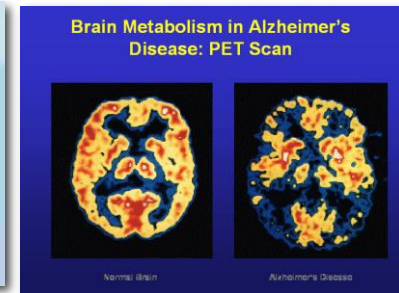 Brain Metabolism in Alzheimer's
Disease: PET Scan
Normal Brain
Alzheimer's Disease